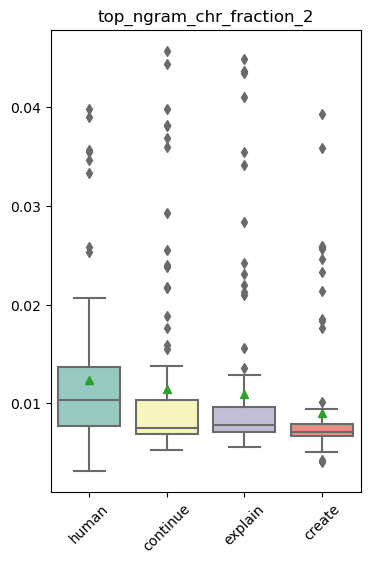 top_ngram_chr_fraction_2
0.04
0.03
0.02
0.01
human
continue
explain
create